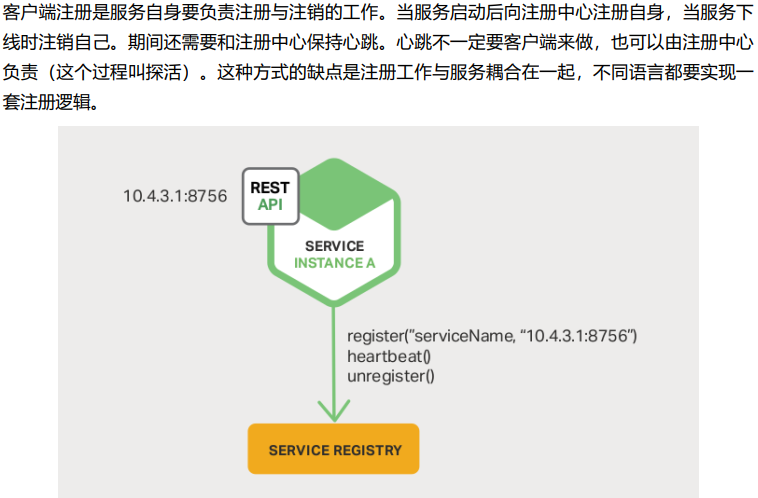 客户端注册是服务自身要负责注册与注销的工作。当服务启动后向注册中心注册自身，当服务下
线时注销自己。期间还需要和注册中心保持心跳。心跳不一定要客户端来做，也可以由注册中心
负责（这个过程叫探活）。这种方式的缺点是注册工作与服务耦合在一起，不同语言都要实现一
套注册逻辑。
10.4.3.1:8756
REST
API
SERVICE
INSTANCE A
register("serviceName, “10.4.3.1:8756”)
heartbeat()
unregister()
SERVICE REGISTRY